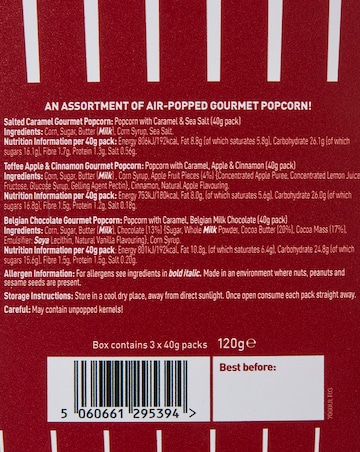 AN ASSORTMENT OF AIR-POPPED GOURMET POPCORN!
Salted Caramel Gourmet Popcorn: Popcorn with Caramel & Sea Salt (40g pack)
Ingredients: Corn, Sugar, Butter (Milk), Corn Syrup, Sea Salt.
Nutrition Information per 40g pack: Energy 806kJ/192kcal, Fat 8.8g (of which saturates 5.8g), Carbohydrate 26.1g (of which
sugars 16.1g), Fibre 1.7g, Protein 1.3g, Salt 0.56g.
Toffee Apple & Cinnamon Gourmet Popcorn: Popcorn with Caramel, Apple & Cinnamon (40g pack)
Ingredients: Corn, Sugar, Butter (Milk), Corn Syrup, Apple Fruit Pieces (4%) (Concentrated Apple Puree, Concentrated Lemon Juice
Fructose, Glucose Syrup, Gelling Agent Pectin), Cinnamon, Natural Apple Flavouring.
Nutrition Information per 40g pack: Energy 753kJ/180kcal, Fat 8.0g, (of which saturates 5.6g), Carbohydrate 26.0g (of which
sugars 16.8g), Fibre 1.5g, Protein 1.2g, Salt 0.18g.
Belgian Chocolate Gourmet Popcorn: Popcorn with Caramel, Belgian Milk Chocolate (40g pack)
Ingredients: Corn, Sugar, Butter (Milk), Chocolate (13%) (Sugar, Whole Milk Powder, Cocoa Butter (20%), Cocoa Mass (17%),
Emulsifier: Soya Lecithin, Natural Vanilla Flavouring), Corn Syrup.
Nutrition Information per 40g pack: Energy 801kJ/192kcal, Fat 10.8g, (of which saturates 6.4g), Carbohydrate 24.8g (of which
sugars 15.6g), Fibre 1.5g, Protein 1.5g, Salt 0.20g.
Allergen Information: For allergens see ingredients in bold italic. Made in an environment where nuts, peanuts and
sesame seeds are present.
Storage Instructions: Store in a cool dry place, away from direct sunlight. Once open consume each pack straight away.
Careful: May contain unpopped kernels!
Box contains 3 x 40g packs 120g e
Best before:
5 060661 295394 >